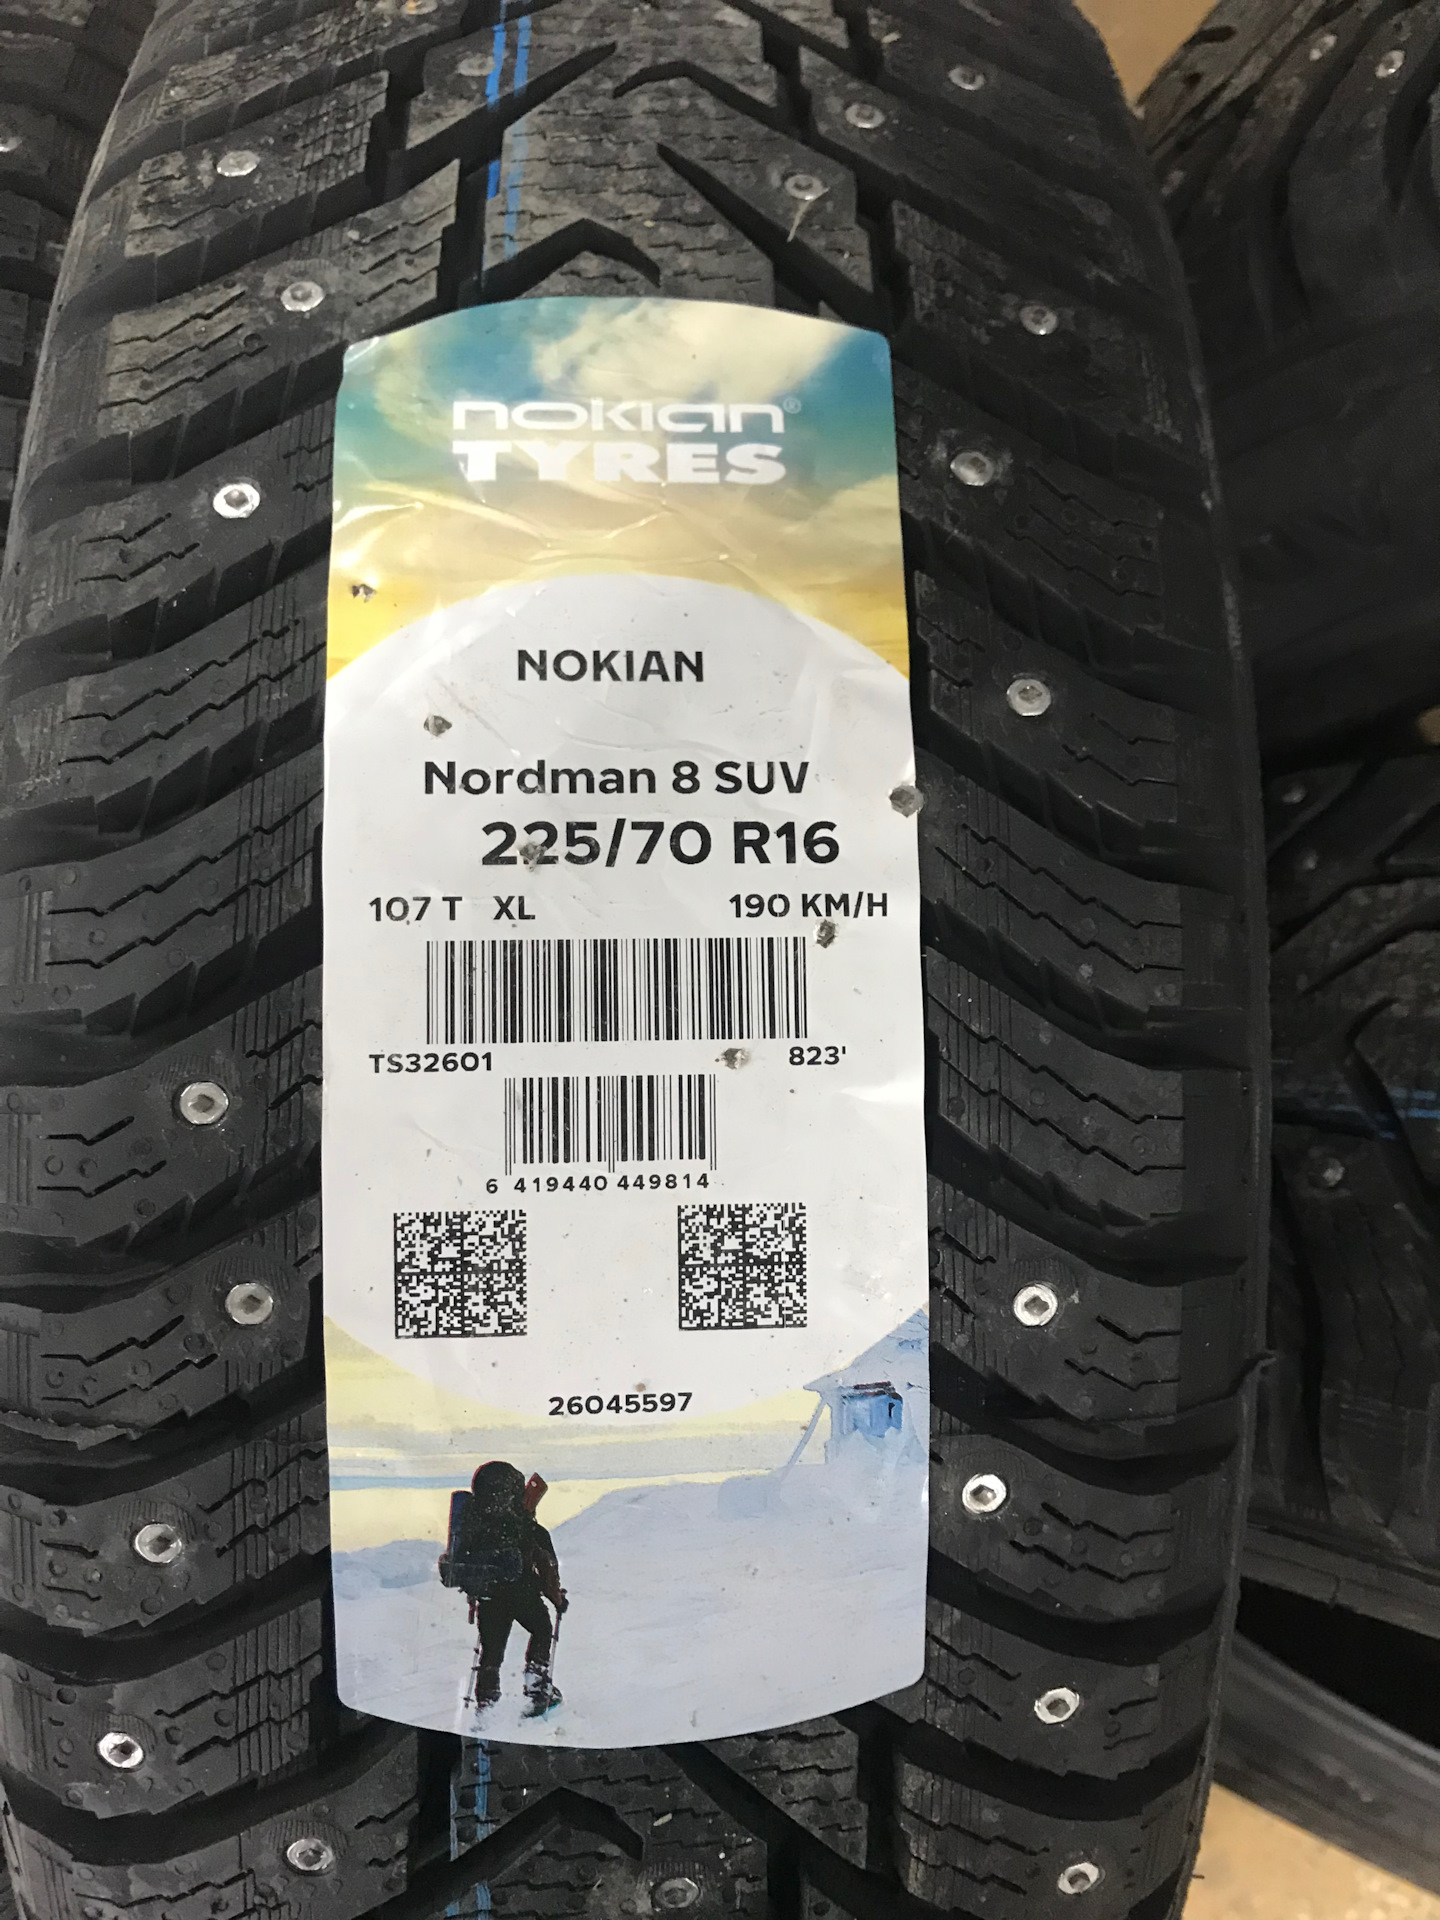 nokian®
TYRES
NOKIAN
Nordman 8 SUV
225/70 R16
107 T XL 190 KM/H
TS32601 823'
6 419440 449814
26045597